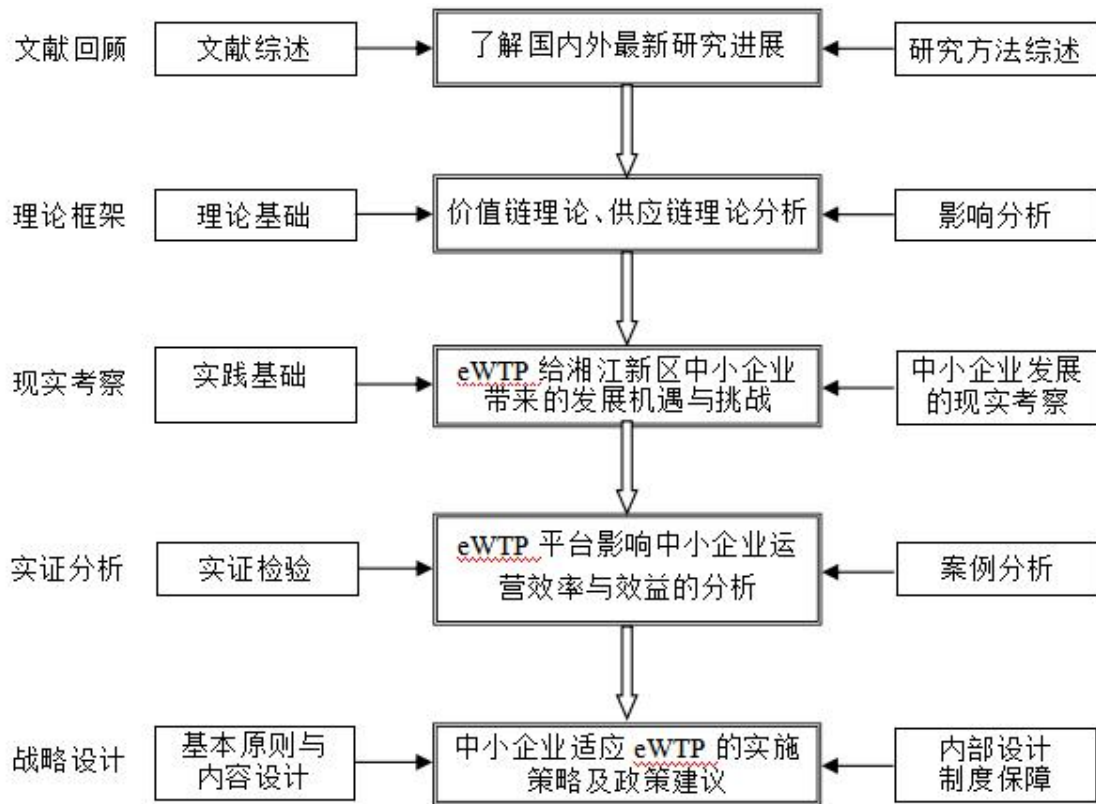 文献回顾
文献综述
了解国内外最新研究进展
研究方法综述
理论框架
理论基础
价值链理论、供应链理论分析
影响分析
现实考察
实践基础
eWTP 给湘江新区中小企业
带来的发展机遇与挑战
中小企业发展
的现实考察
实证分析
实证检验
eWTP 平台影响中小企业运
营效率与效益的分析
案例分析
战略设计
基本原则与
内容设计
中小企业适应 eWTP 的实施
策略及政策建议
内部设计
制度保障